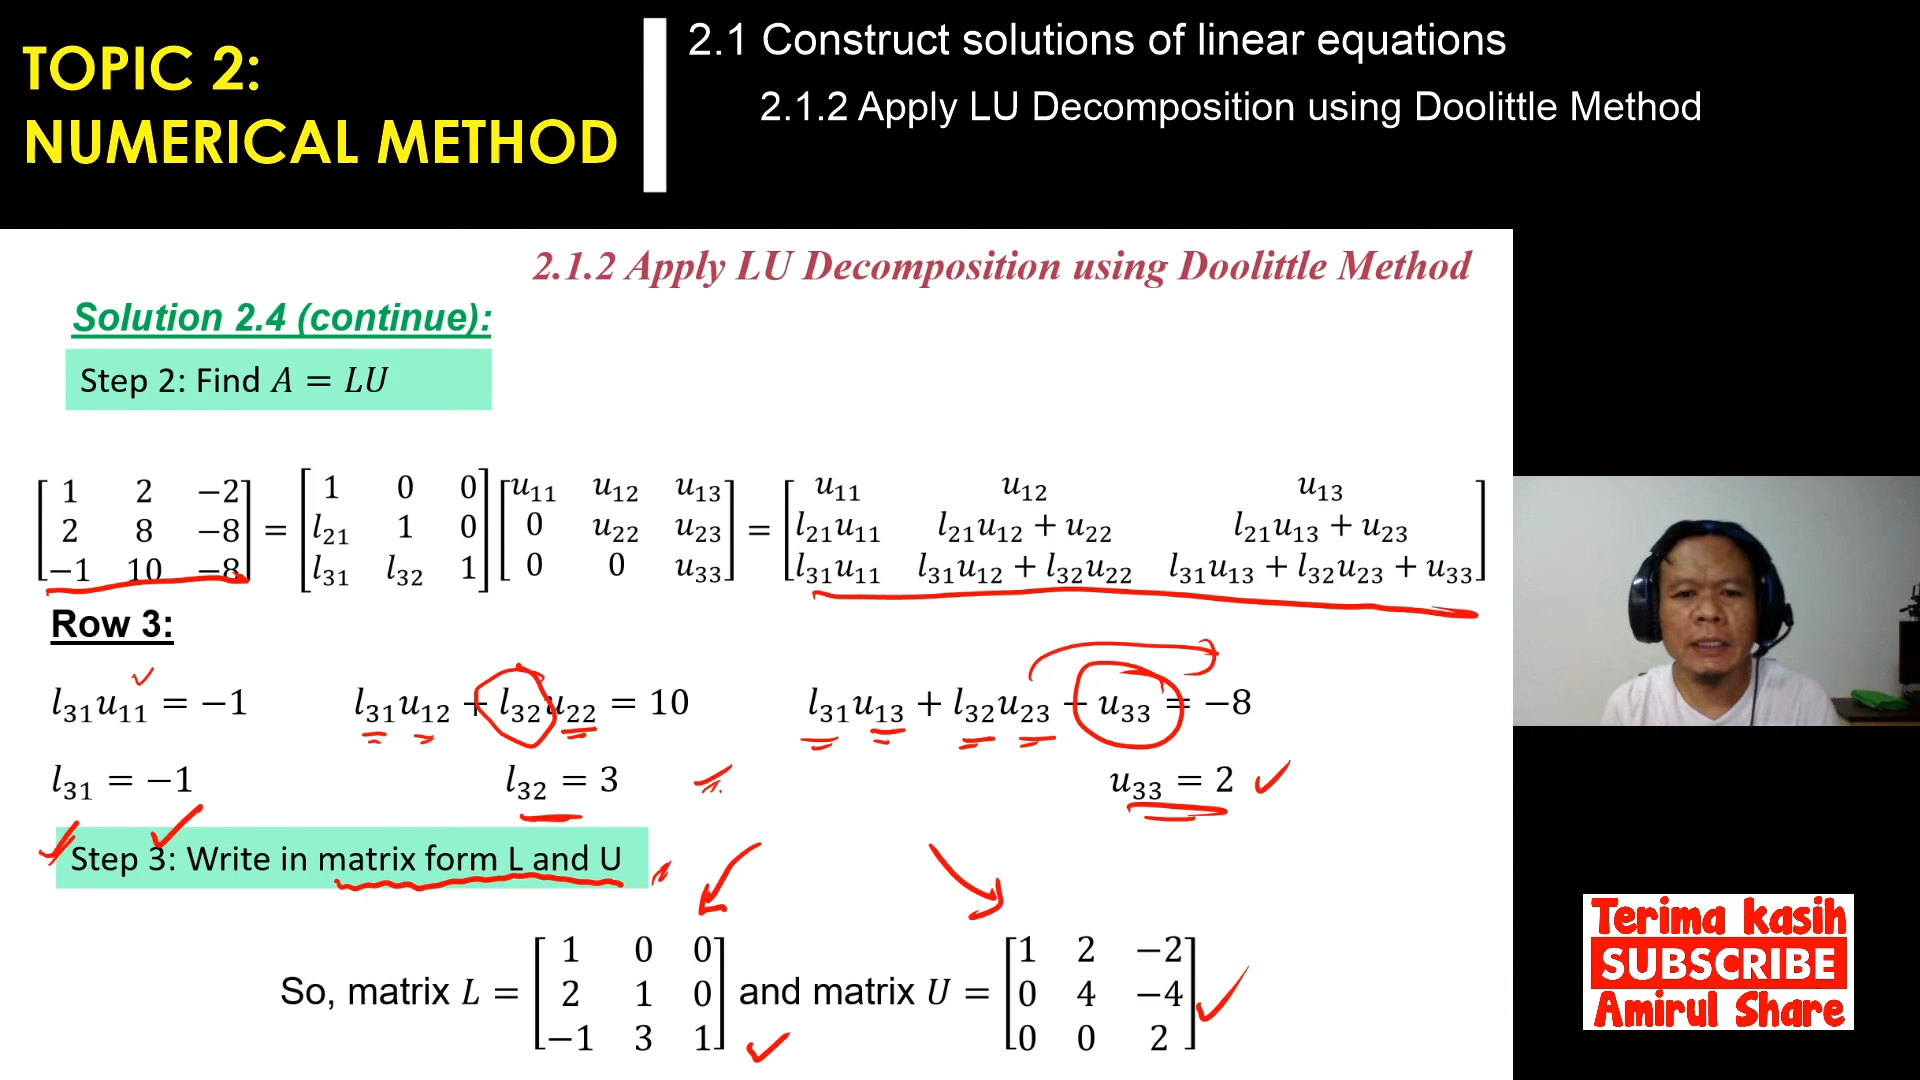 TOPIC 2:
NUMERICAL METHOD
2.1 Construct solutions of linear equations
2.1.2 Apply LU Decomposition using Doolittle Method
2.1.2 Apply LU Decomposition using Doolittle Method
Solution 2.4 (continue):
Step 2: Find A = LU
[1 2 −2; 2 8 −8; −1 10 −8] = [1 0 0; l21 1 0; l31 l32 1] [u11 u12 u13; 0 u22 u23; 0 0 u33] = [u11 u12 u13; l21u11 l21u12 + u22 l21u13 + u23; l31u11 l31u12 + l32u22 l31u13 + l32u23 + u33]
Row 3:
l31u11 = −1 l31u12 + l32u22 = 10 l31u13 + l32u23 + u33 = −8
l31 = −1 l32 = 3 u33 = 2
Step 3: Write in matrix form L and U
So, matrix L = [1 0 0; 2 1 0; −1 3 1] and matrix U = [1 2 −2; 0 4 −4; 0 0 2]
Terima kasih
SUBSCRIBE
Amirul Share